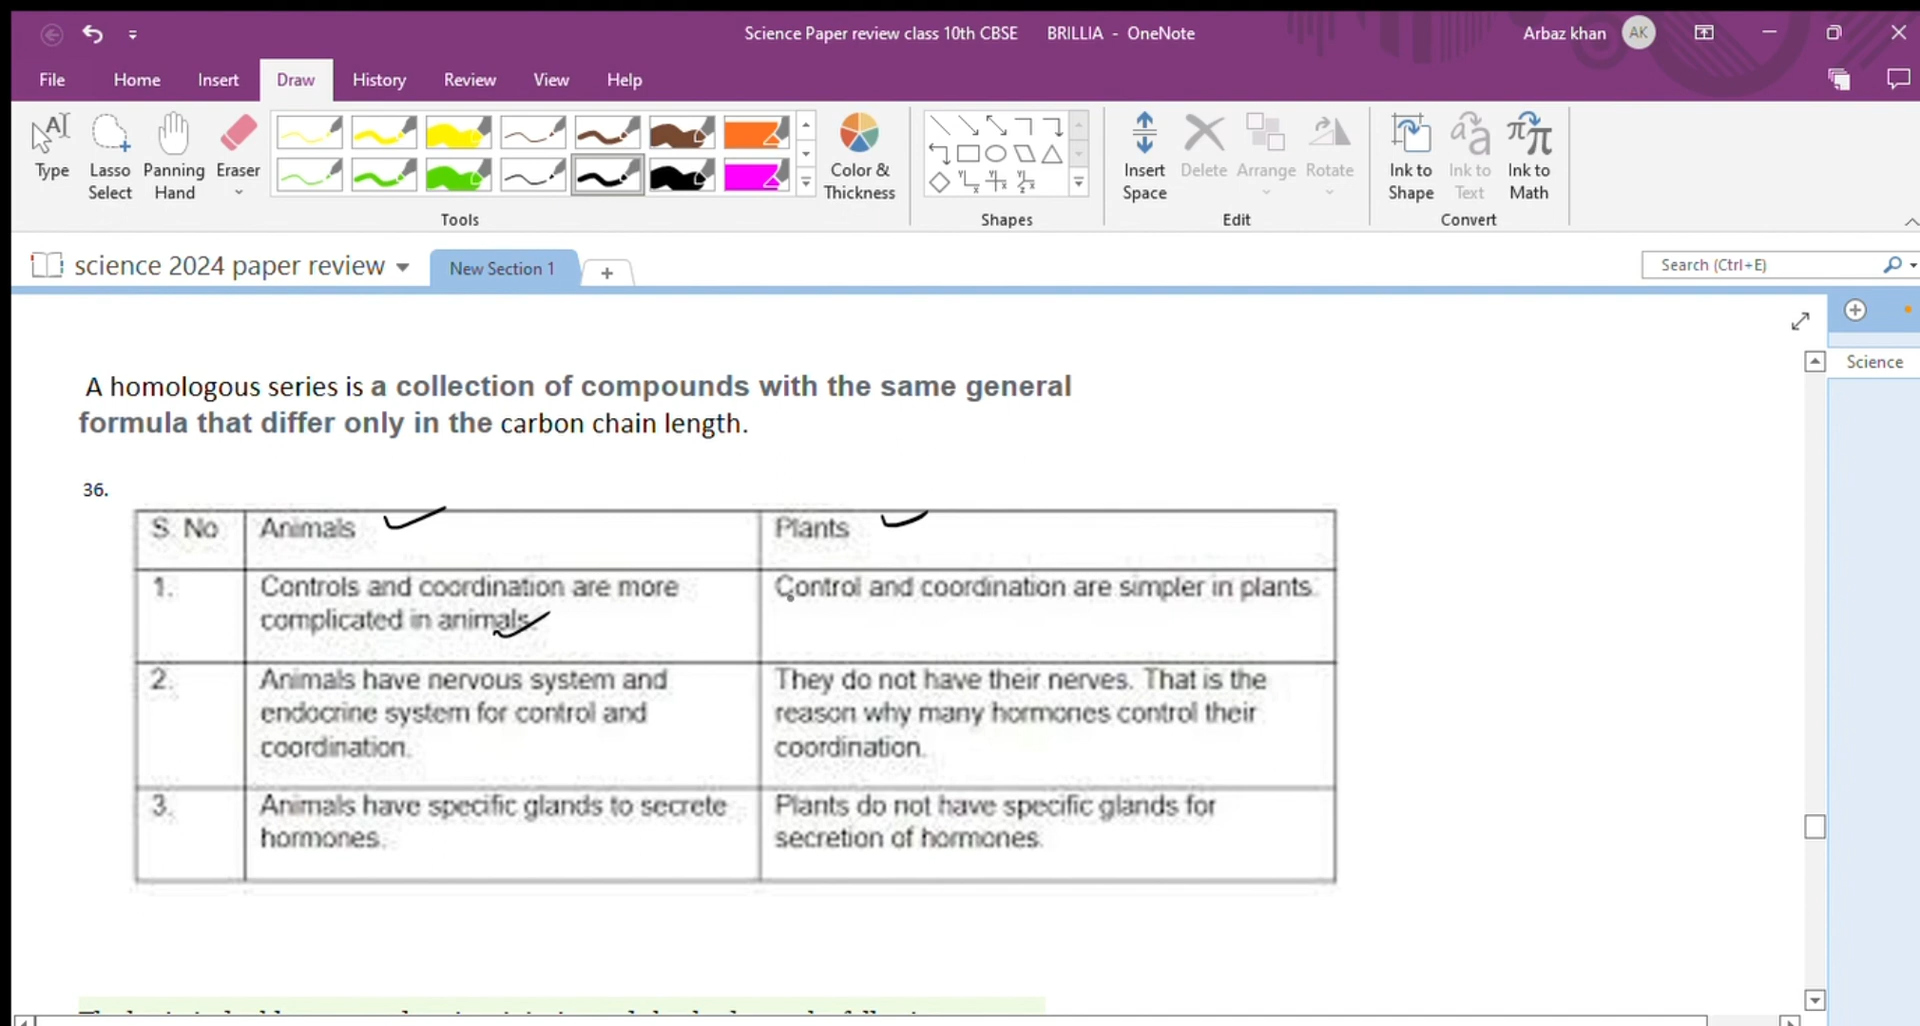 Science Paper review class 10th CBSE BRILLIA - OneNote
Arbaz khan AK
File Home Insert Draw History Review View Help
Type
Lasso Select
Panning Hand
Eraser
Color & Thickness
Insert Space
Delete
Arrange
Rotate
Ink to Shape
Ink to Text
Ink to Math
Tools
Shapes
Edit
Convert
science 2024 paper review
New Section 1
Search (Ctrl+E)
Science
A homologous series is a collection of compounds with the same general
formula that differ only in the carbon chain length.
36.
S. No Animals Plants
1. Controls and coordination are more complicated in animals. Control and coordination are simpler in plants.
2. Animals have nervous system and endocrine system for control and coordination. They do not have their nerves. That is the reason why many hormones control their coordination.
3. Animals have specific glands to secrete hormones. Plants do not have specific glands for secretion of hormones.